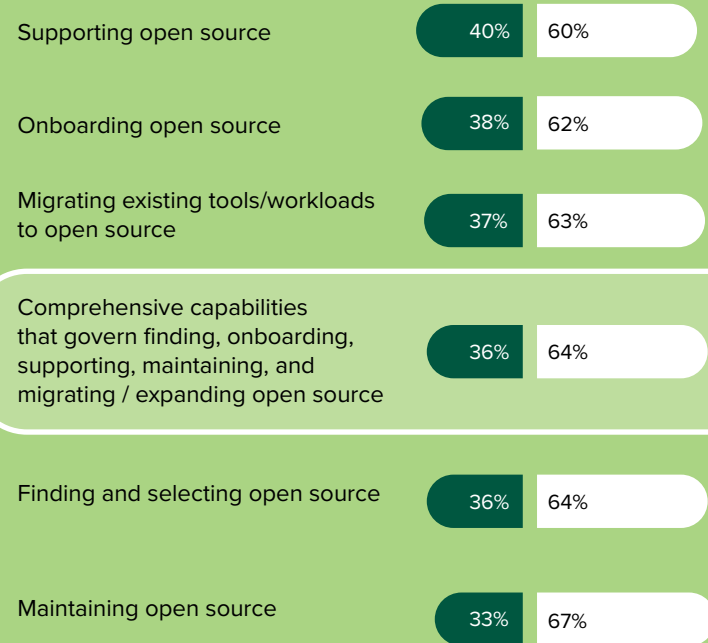 Supporting open source 40% 60%
Onboarding open source 38% 62%
Migrating existing tools/workloads
to open source 37% 63%
Comprehensive capabilities
that govern finding, onboarding,
supporting, maintaining, and
migrating / expanding open source 36% 64%
Finding and selecting open source 36% 64%
Maintaining open source 33% 67%